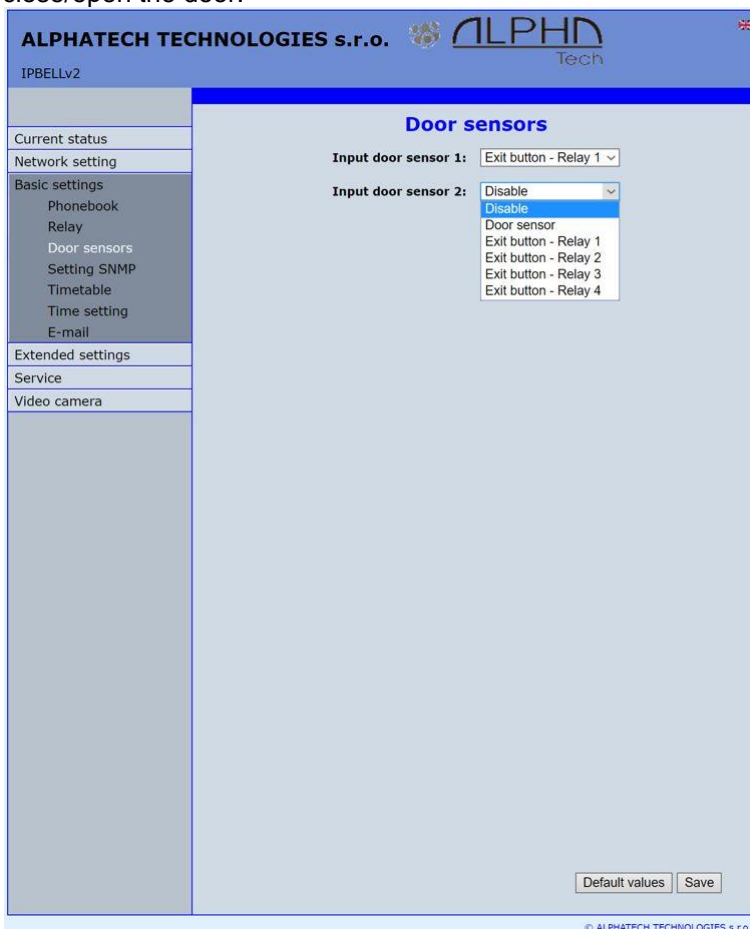 close/open the door.
ALPHATECH TECHNOLOGIES s.r.o.
ALPHA
Tech
IPBELLv2
Door sensors
Current status
Network setting
Basic settings
Phonebook
Relay
Door sensors
Setting SNMP
Timetable
Time setting
E-mail
Extended settings
Service
Video camera
Input door sensor 1: Exit button - Relay 1
Input door sensor 2: Disable
Disable
Door sensor
Exit button - Relay 1
Exit button - Relay 2
Exit button - Relay 3
Exit button - Relay 4
Default values Save
© ALPHATECH TECHNOLOGIES s.r.o